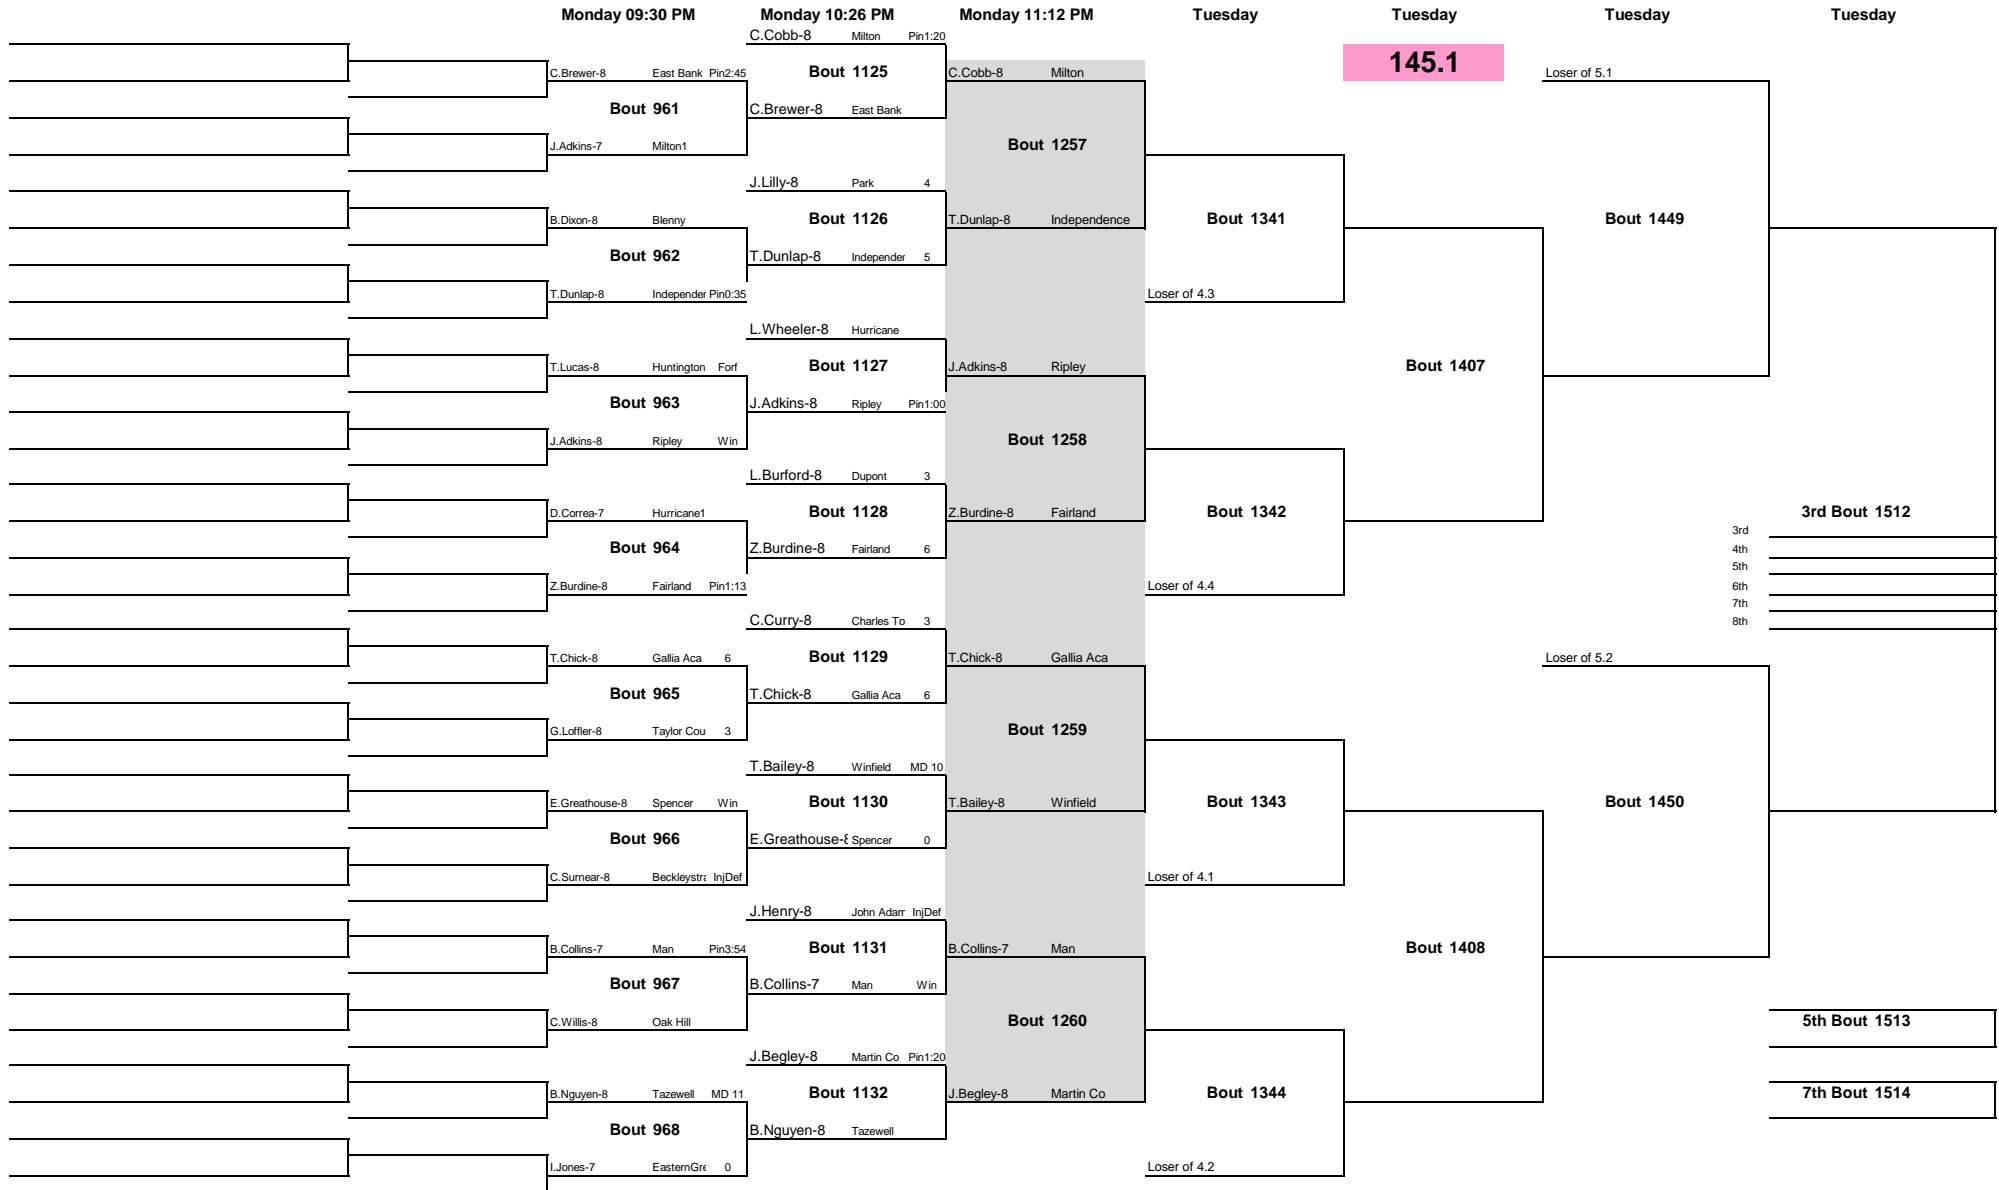 Monday 09:30 PM Monday 10:26 PM Monday 11:12 PM Tuesday Tuesday Tuesday Tuesday
C.Cobb-8 Milton Pin1:20
145.1
C.Brewer-8 East Bank Pin2:45 Bout 1125 C.Cobb-8 Milton Loser of 5.1
Bout 961 C.Brewer-8 East Bank
J.Adkins-7 Milton1 Bout 1257
J.Lilly-8 Park 4
B.Dixon-8 Blenny Bout 1126 T.Dunlap-8 Independence Bout 1341 Bout 1449
Bout 962 T.Dunlap-8 Independer 5
T.Dunlap-8 Independer Pin0:35 Loser of 4.3
L.Wheeler-8 Hurricane
T.Lucas-8 Huntington Forf Bout 1127 J.Adkins-8 Ripley Bout 1407
Bout 963 J.Adkins-8 Ripley Pin1:00
J.Adkins-8 Ripley Win Bout 1258
L.Burford-8 Dupont 3
D.Correa-7 Hurricane1 Bout 1128 Z.Burdine-8 Fairland Bout 1342 3rd Bout 1512
3rd
Bout 964 Z.Burdine-8 Fairland 6 4th
5th
Z.Burdine-8 Fairland Pin1:13 Loser of 4.4 6th
7th
C.Curry-8 Charles To 3 8th
T.Chick-8 Gallia Aca 6 Bout 1129 T.Chick-8 Gallia Aca Loser of 5.2
Bout 965 T.Chick-8 Gallia Aca 6
G.Loffler-8 Taylor Cou 3 Bout 1259
T.Bailey-8 Winfield MD 10
E.Greathouse-8 Spencer Win Bout 1130 T.Bailey-8 Winfield Bout 1343 Bout 1450
Bout 966 E.Greathouse-8 Spencer 0
C.Surnear-8 Beckleystra InjDef Loser of 4.1
J.Henry-8 John Adam InjDef
B.Collins-7 Man Pin3:54 Bout 1131 B.Collins-7 Man Bout 1408
Bout 967 B.Collins-7 Man Win
C.Willis-8 Oak Hill Bout 1260 5th Bout 1513
J.Begley-8 Martin Co Pin1:20
B.Nguyen-8 Tazewell MD 11 Bout 1132 J.Begley-8 Martin Co Bout 1344 7th Bout 1514
Bout 968 B.Nguyen-8 Tazewell
I.Jones-7 EasternGre 0 Loser of 4.2